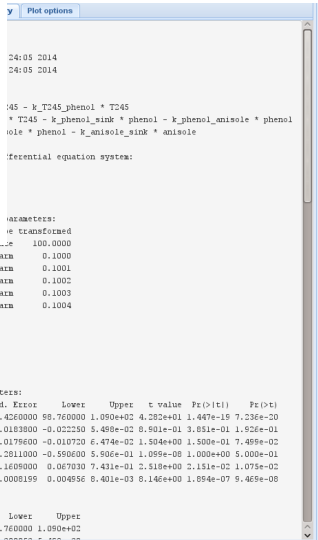 y Plot options
24:05 2014
24:05 2014
245 - k_T245_phenol * T245
* T245 - k_phenol_sink * phenol - k_phenol_anisole * phenol
sole * phenol - k_anisole_sink * anisole
fferential equation system:
parameters:
be transformed
100.0000
arm 0.1000
arm 0.1001
arm 0.1002
arm 0.1003
arm 0.1004
ters:
d. Error Lower Upper t value Pr(>|t|) Pr(>t)
.4260000 98.760000 1.090e+02 4.282e+01 1.447e-19 7.236e-20
.0183800 -0.022250 5.498e-02 8.901e-01 3.851e-01 1.926e-01
.0179600 -0.010720 6.474e-02 1.504e+00 1.500e-01 7.499e-02
.2811000 -0.590600 5.906e-01 1.099e-08 1.000e+00 5.000e-01
.1609000 0.067030 7.431e-01 2.518e+00 2.151e-02 1.075e-02
.0008199 0.004956 8.401e-03 8.146e+00 1.894e-07 9.469e-08
Lower Upper
.760000 1.090e+02